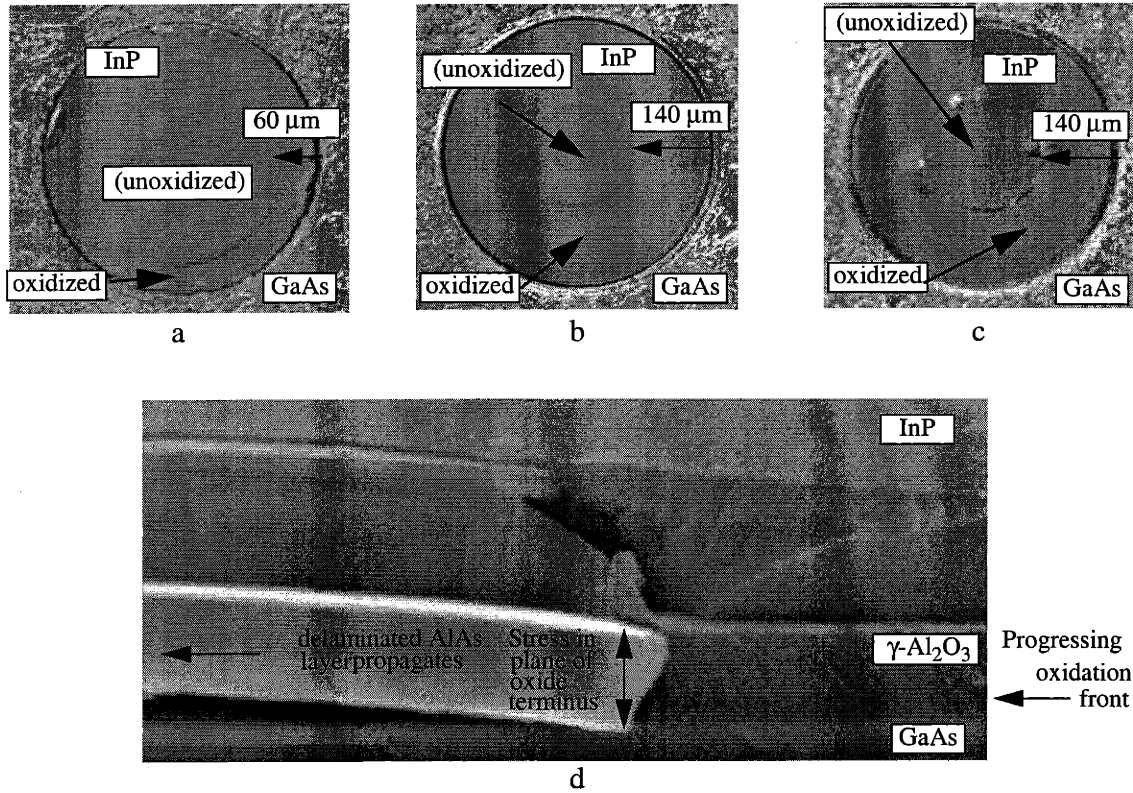 InP
60 μm
(unoxidized)
oxidized
GaAs
a
InP
(unoxidized)
140 μm
oxidized
GaAs
b
(unoxidized)
InP
140 μm
oxidized
GaAs
c
InP
delaminated AlAs
layerpropagates
Stress in
plane of
oxide
terminus
γ-Al₂O₃
GaAs
Progressing
oxidation
front
d